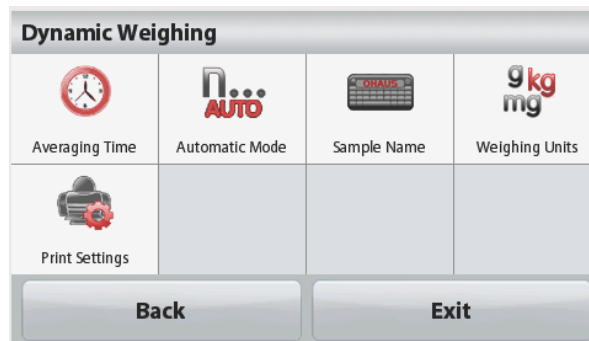 Dynamic Weighing
n...
AUTO
OHAUS
g kg
mg
Averaging Time
Automatic Mode
Sample Name
Weighing Units
Print Settings
Back
Exit